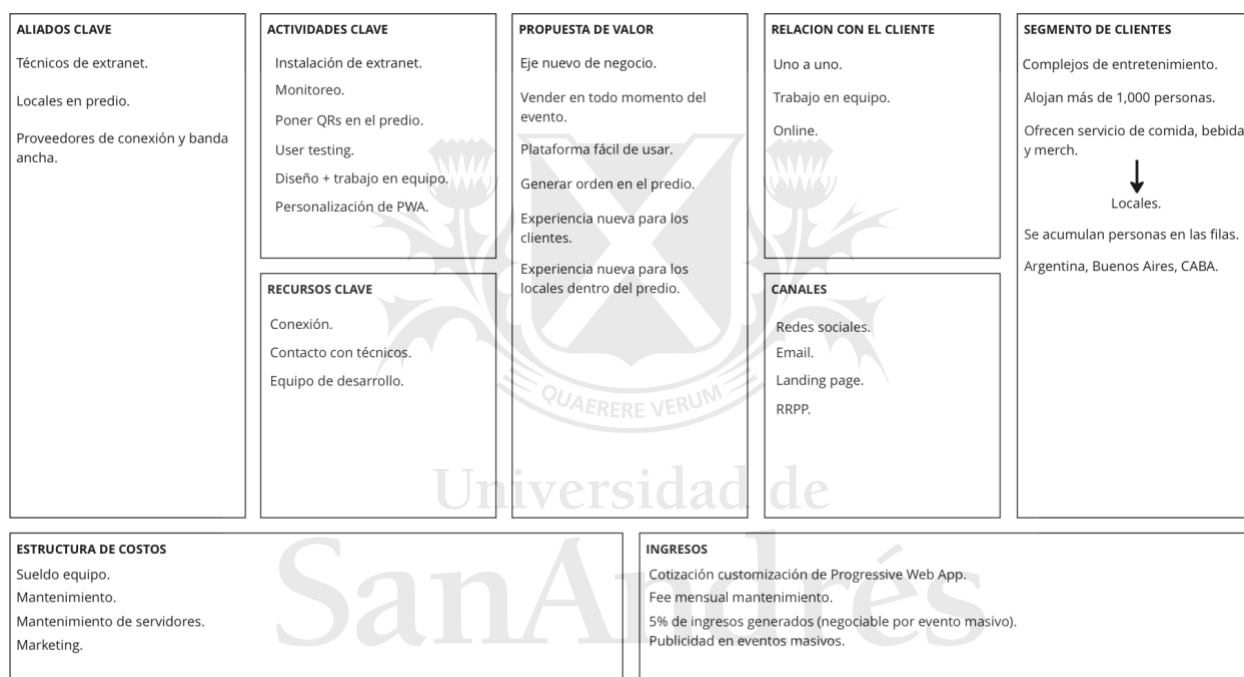 ALIADOS CLAVE
Técnicos de extranet.
Locales en predio.
Proveedores de conexión y banda
ancha.
ACTIVIDADES CLAVE
Instalación de extranet.
Monitoreo.
Poner QRs en el predio.
User testing.
Diseño + trabajo en equipo.
Personalización de PWA.
RECURSOS CLAVE
Conexión.
Contacto con técnicos.
Equipo de desarrollo.
PROPUESTA DE VALOR
Eje nuevo de negocio.
Vender en todo momento del
evento.
Plataforma fácil de usar.
Generar orden en el predio.
Experiencia nueva para los
clientes.
Experiencia nueva para los
locales dentro del predio.
RELACION CON EL CLIENTE
Uno a uno.
Trabajo en equipo.
Online.
CANALES
Redes sociales.
Email.
Landing page.
RRPP.
SEGMENTO DE CLIENTES
Complejos de entretenimiento.
Alojan más de 1,000 personas.
Ofrecen servicio de comida, bebida
y merch.
Locales.
Se acumulan personas en las filas.
Argentina, Buenos Aires, CABA.
ESTRUCTURA DE COSTOS
Sueldo equipo.
Mantenimiento.
Mantenimiento de servidores.
Marketing.
INGRESOS
Cotización customización de Progressive Web App.
Fee mensual mantenimiento.
5% de ingresos generados (negociable por evento masivo).
Publicidad en eventos masivos.
QUAERERE VERUM
Universidad de
SanAndrés